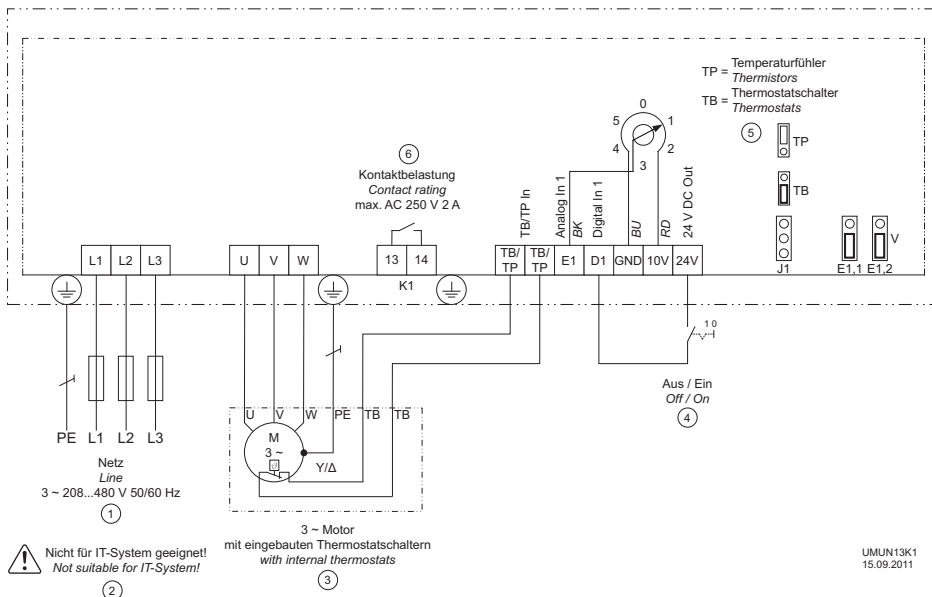 TP = Temperaturfühler
Thermistors
TB = Thermostatschalter
Thermostats
5
0
5 1
4 2
3
TP
TB
J1
E1,1 E1,2
V
6
Kontaktbelastung
Contact rating
max. AC 250 V 2 A
TB/TP In
Analog In 1
BK
Digital In 1
BU
RD
24 V DC Out
L1 L2 L3
U V W
13 14
K1
TB/TP TB/TP E1 D1 GND 10V 24V
1 0
Aus / Ein
Off / On
4
PE L1 L2 L3
Netz
Line
3 ~ 208...480 V 50/60 Hz
1
U V W PE TB TB
M
3 ~
ϑ
Y/Δ
3 ~ Motor
mit eingebauten Thermostatschaltern
with internal thermostats
3
Nicht für IT-System geeignet!
Not suitable for IT-System!
2
UMUN13K1
15.09.2011